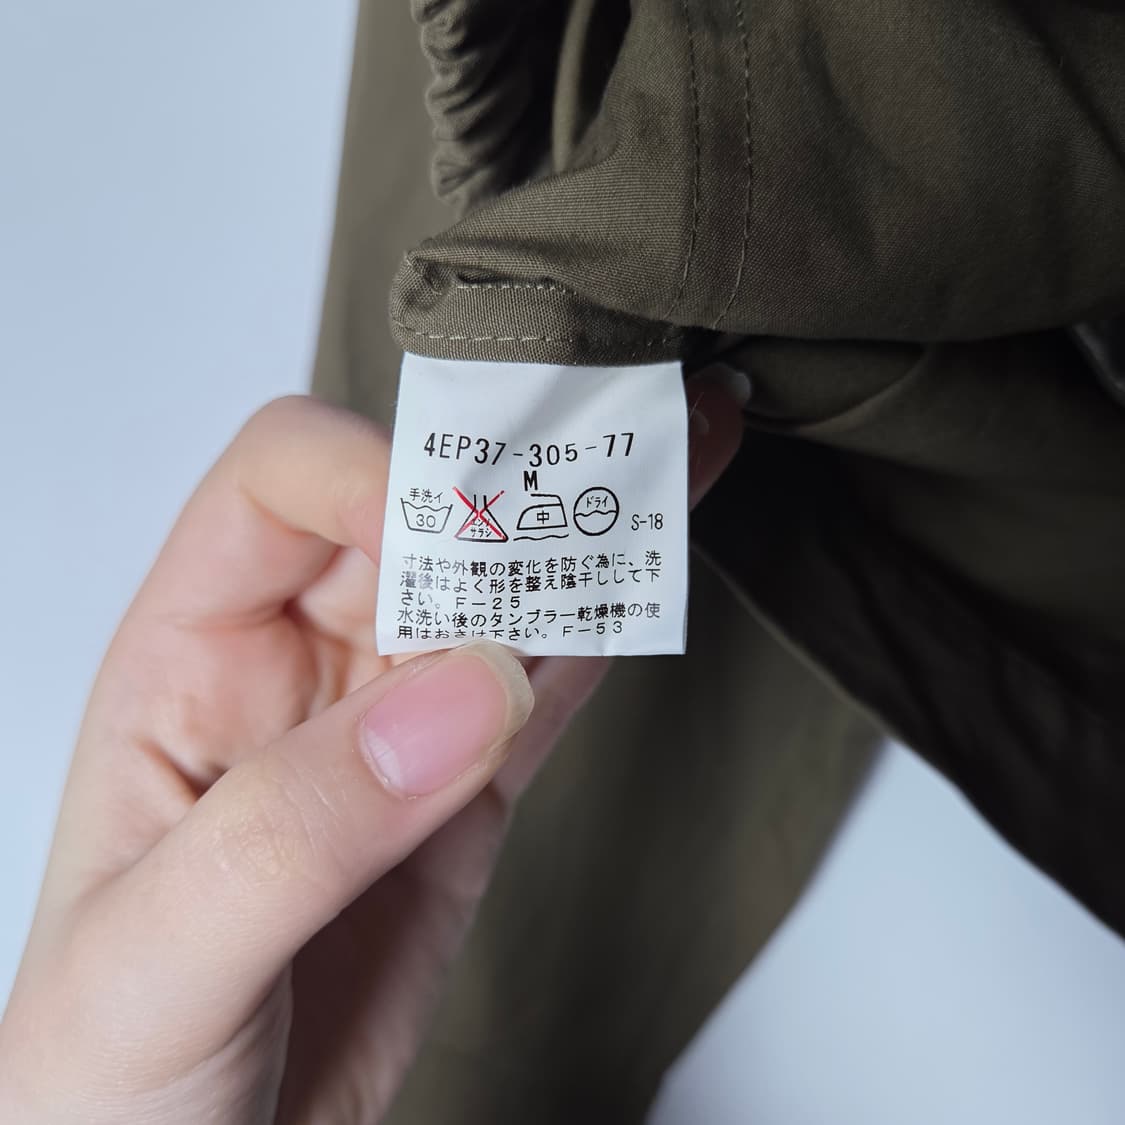 4EP37-305-77
M
手洗イ
30
エンソ
サラシ
中
ドライ
S-18
寸法や外観の変化を防ぐ為に、洗
濯後はよく形を整え陰干しして下
さい。F-25
水洗い後のタンブラー乾燥機の使
用はおさけ下さい。F-53